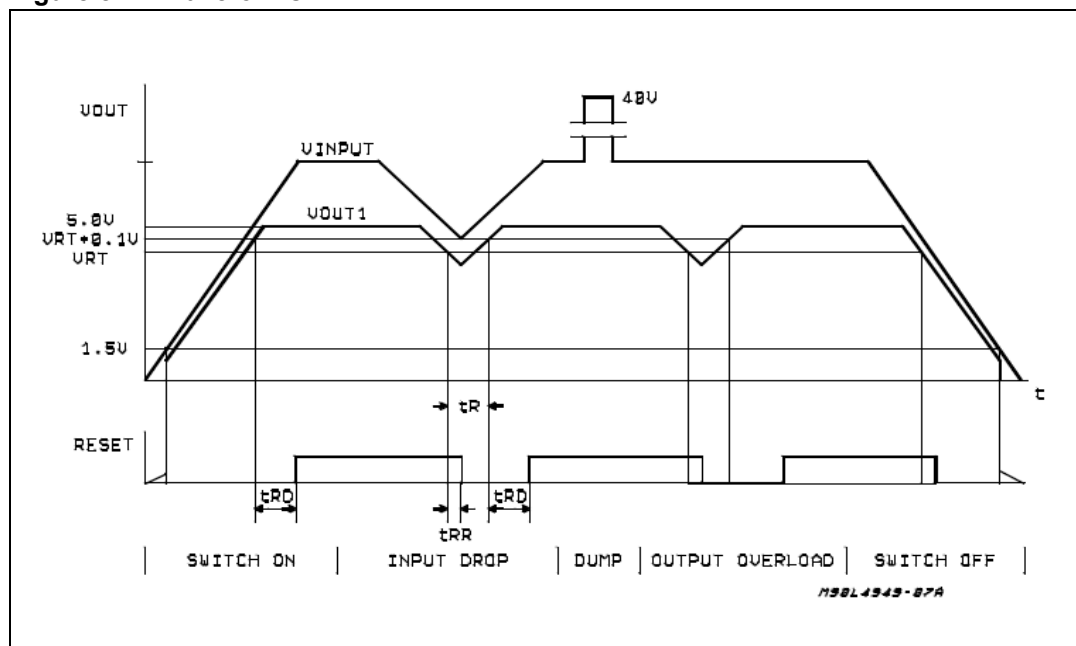 VOUT
40V
VINPUT
5.0V
VOUT1
VRT+0.1V
VRT
1.5V
t
tR
RESET
tRD
tRD
tRR
SWITCH ON
INPUT DROP
DUMP
OUTPUT OVERLOAD
SWITCH OFF
M98L4949-07A